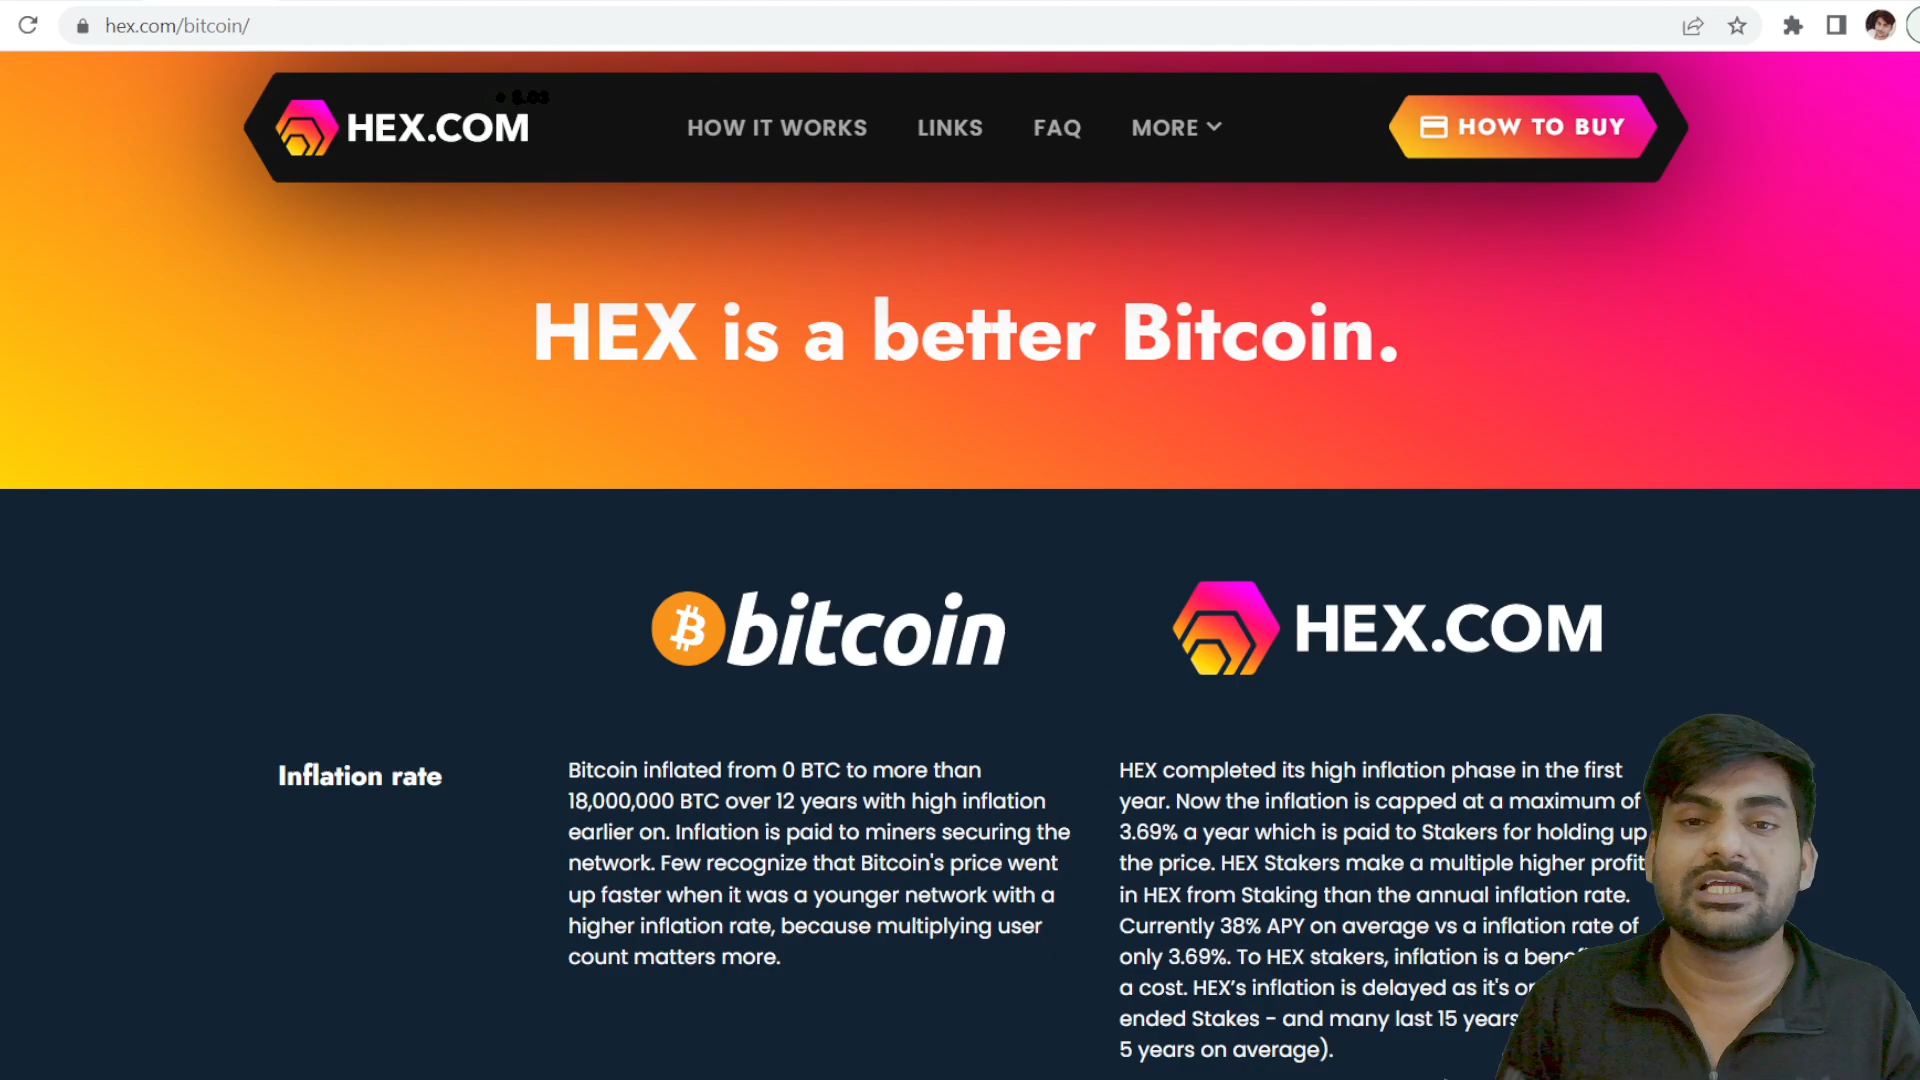 hex.com/bitcoin/
HEX.COM
HOW IT WORKS
LINKS
FAQ
MORE
HOW TO BUY
HEX is a better Bitcoin.
bitcoin
HEX.COM
Inflation rate
Bitcoin inflated from 0 BTC to more than
18,000,000 BTC over 12 years with high inflation
earlier on. Inflation is paid to miners securing the
network. Few recognize that Bitcoin's price went
up faster when it was a younger network with a
higher inflation rate, because multiplying user
count matters more.
HEX completed its high inflation phase in the first
year. Now the inflation is capped at a maximum of
3.69% a year which is paid to Stakers for holding up
the price. HEX Stakers make a multiple higher profit
in HEX from Staking than the annual inflation rate.
Currently 38% APY on average vs a inflation rate of
only 3.69%. To HEX stakers, inflation is a
a cost. HEX's inflation is delayed as it's
ended Stakes - and many last 15 years
5 years on average).